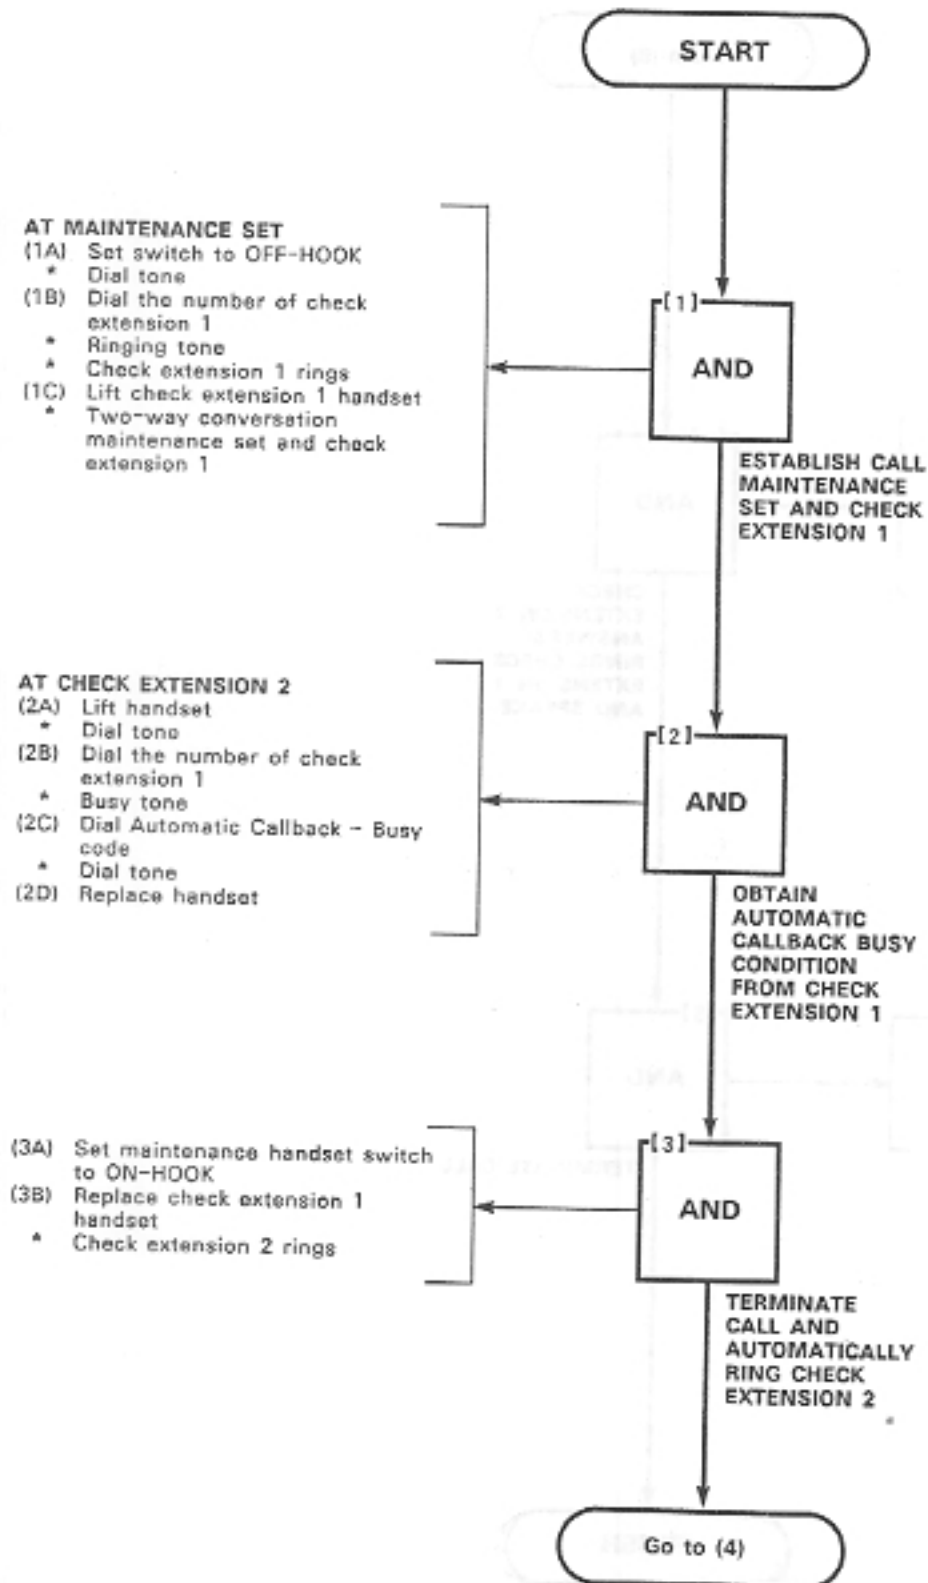 START
AT MAINTENANCE SET
(1A) Set switch to OFF-HOOK
* Dial tone
(1B) Dial the number of check
extension 1
* Ringing tone
* Check extension 1 rings
(1C) Lift check extension 1 handset
* Two-way conversation
maintenance set and check
extension 1
[1]
AND
ESTABLISH CALL
MAINTENANCE
SET AND CHECK
EXTENSION 1
AT CHECK EXTENSION 2
(2A) Lift handset
* Dial tone
(2B) Dial the number of check
extension 1
* Busy tone
(2C) Dial Automatic Callback - Busy
code
* Dial tone
(2D) Replace handset
[2]
AND
OBTAIN
AUTOMATIC
CALLBACK BUSY
CONDITION
FROM CHECK
EXTENSION 1
(3A) Set maintenance handset switch
to ON-HOOK
(3B) Replace check extension 1
handset
* Check extension 2 rings
[3]
AND
TERMINATE
CALL AND
AUTOMATICALLY
RING CHECK
EXTENSION 2
Go to (4)